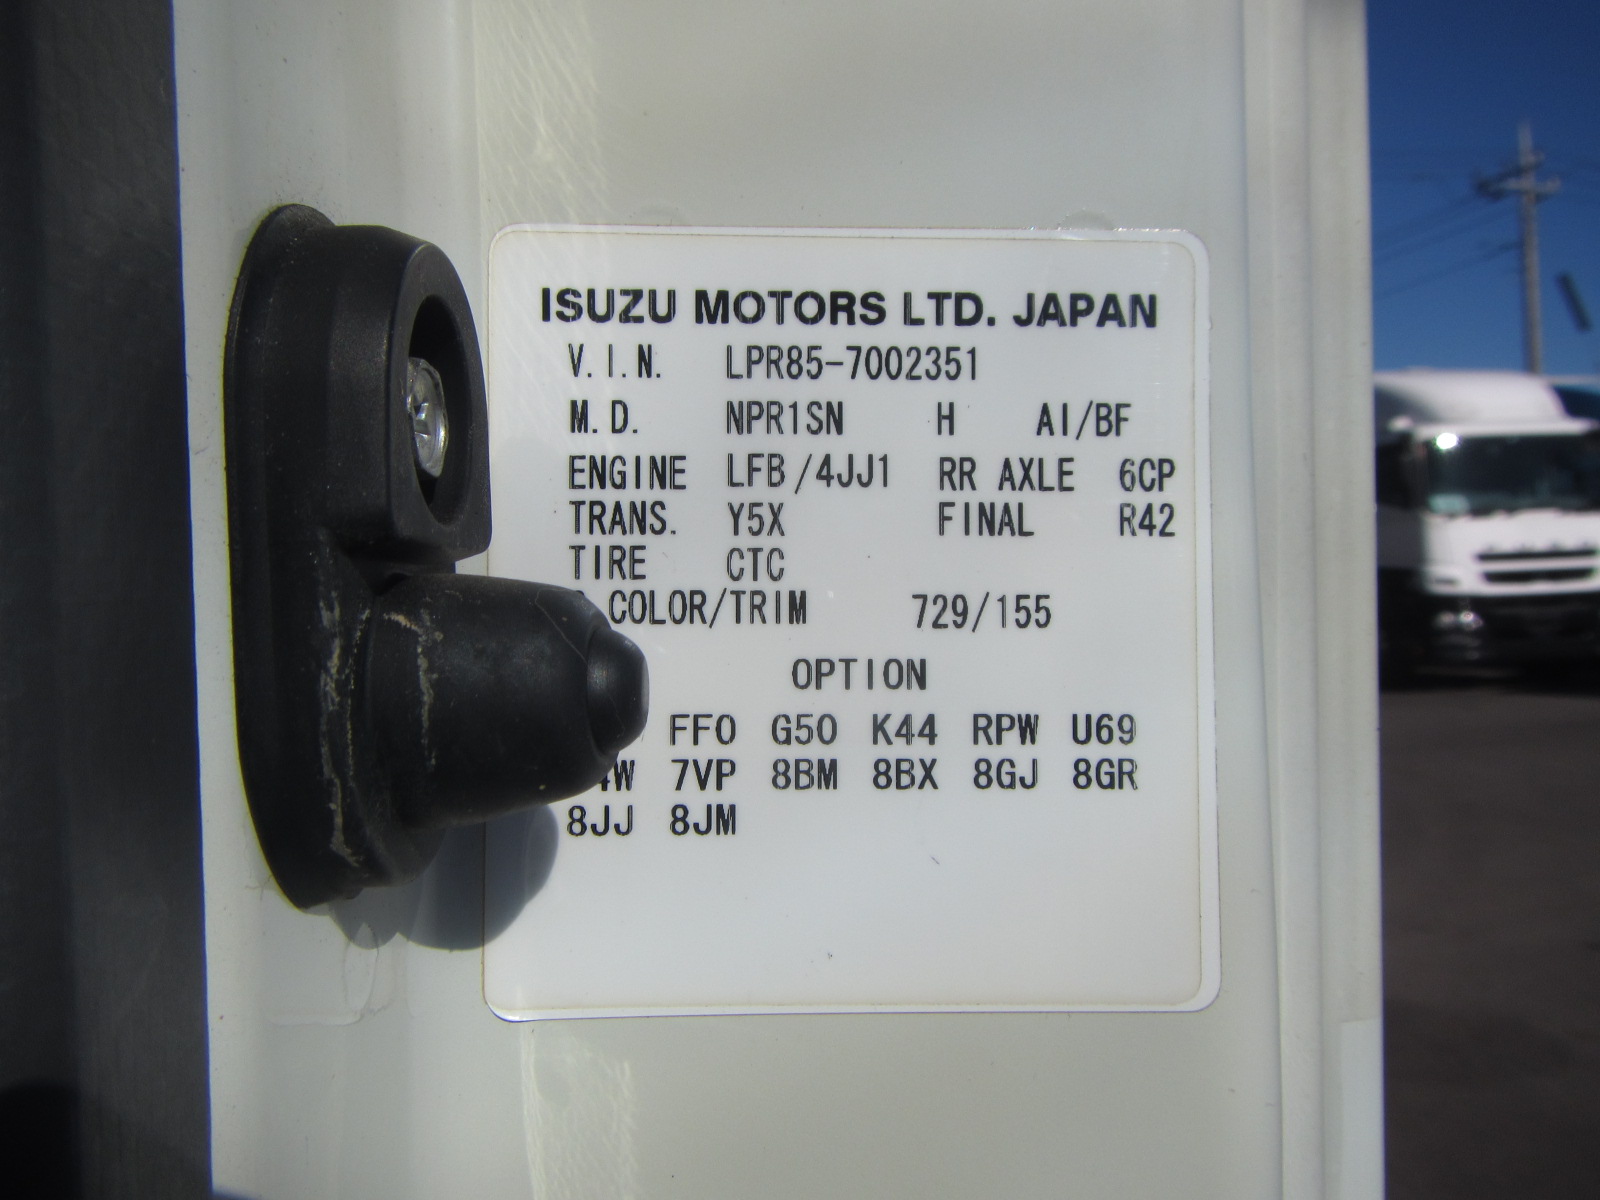 ISUZU MOTORS LTD. JAPAN
V.I.N. LPR85-7002351
M.D. NPR1SN H AI/BF
ENGINE LFB/4JJ1 RR AXLE 6CP
TRANS. Y5X FINAL R42
TIRE CTC
COLOR/TRIM 729/155
OPTION
FF0 G50 K44 RPW U69
7VP 8BM 8BX 8GJ 8GR
8JJ 8JM